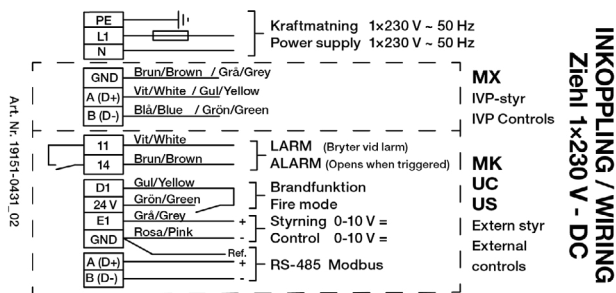 INKOPPLING / WIRING
Ziehl 1×230 V - DC
PE
L1
N
Kraftmatning 1×230 V ~ 50 Hz
Power supply 1×230 V ~ 50 Hz
GND Brun/Brown / Grå/Grey
A (D+) Vit/White / Gul/Yellow
B (D-) Blå/Blue / Grön/Green
MX
IVP-styr
IVP Controls
11 Vit/White
14 Brun/Brown
LARM (Bryter vid larm)
ALARM (Opens when triggered)
D1 Gul/Yellow
24 V Grön/Green
Brandfunktion
Fire mode
E1 Grå/Grey +
GND Rosa/Pink -
Styrning 0-10 V =
Control 0-10 V =
Ref.
A (D+) +
B (D-) -
RS-485 Modbus
MK
UC
US
Extern styr
External
controls
Art. Nr. 19151-0431_02